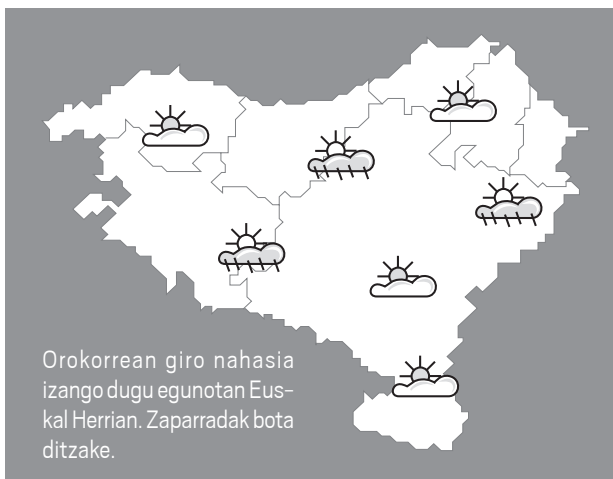 Orokorrean giro nahasia
izango dugu egunotan Eus-
kal Herrian. Zaparradak bota
ditzake.